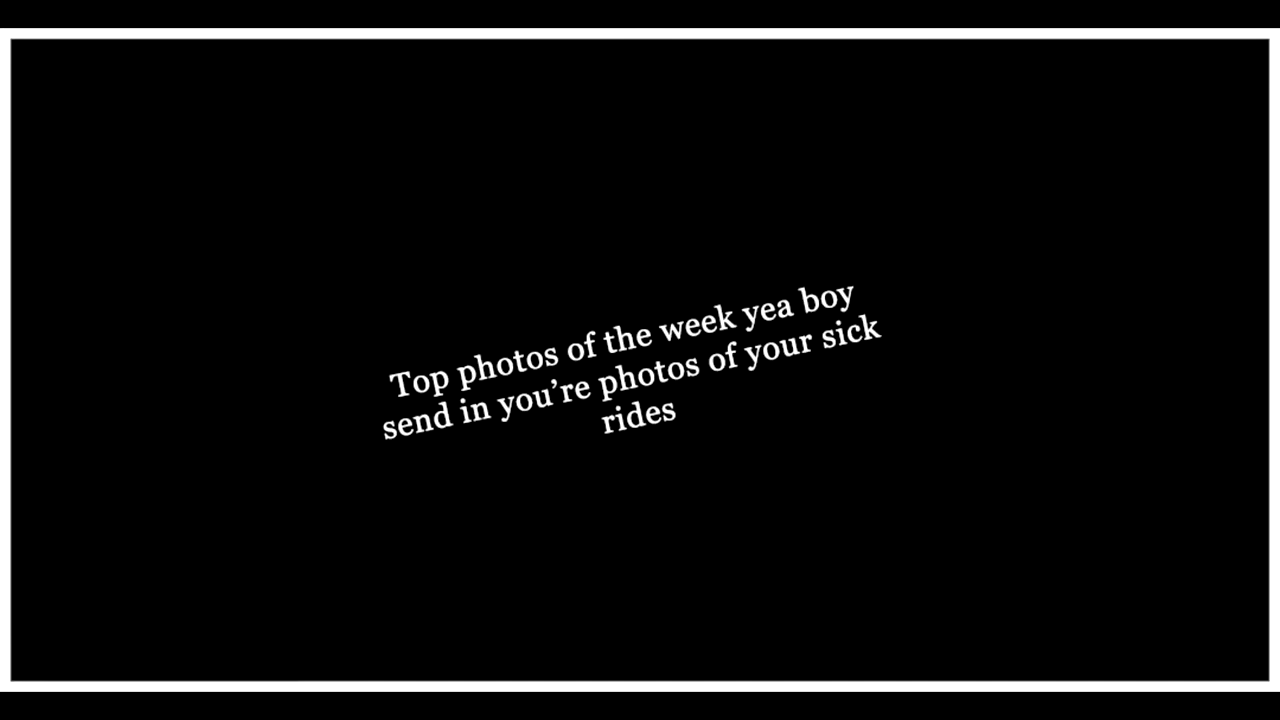 Top photos of the week yea boy
send in you’re photos of your sick
rides